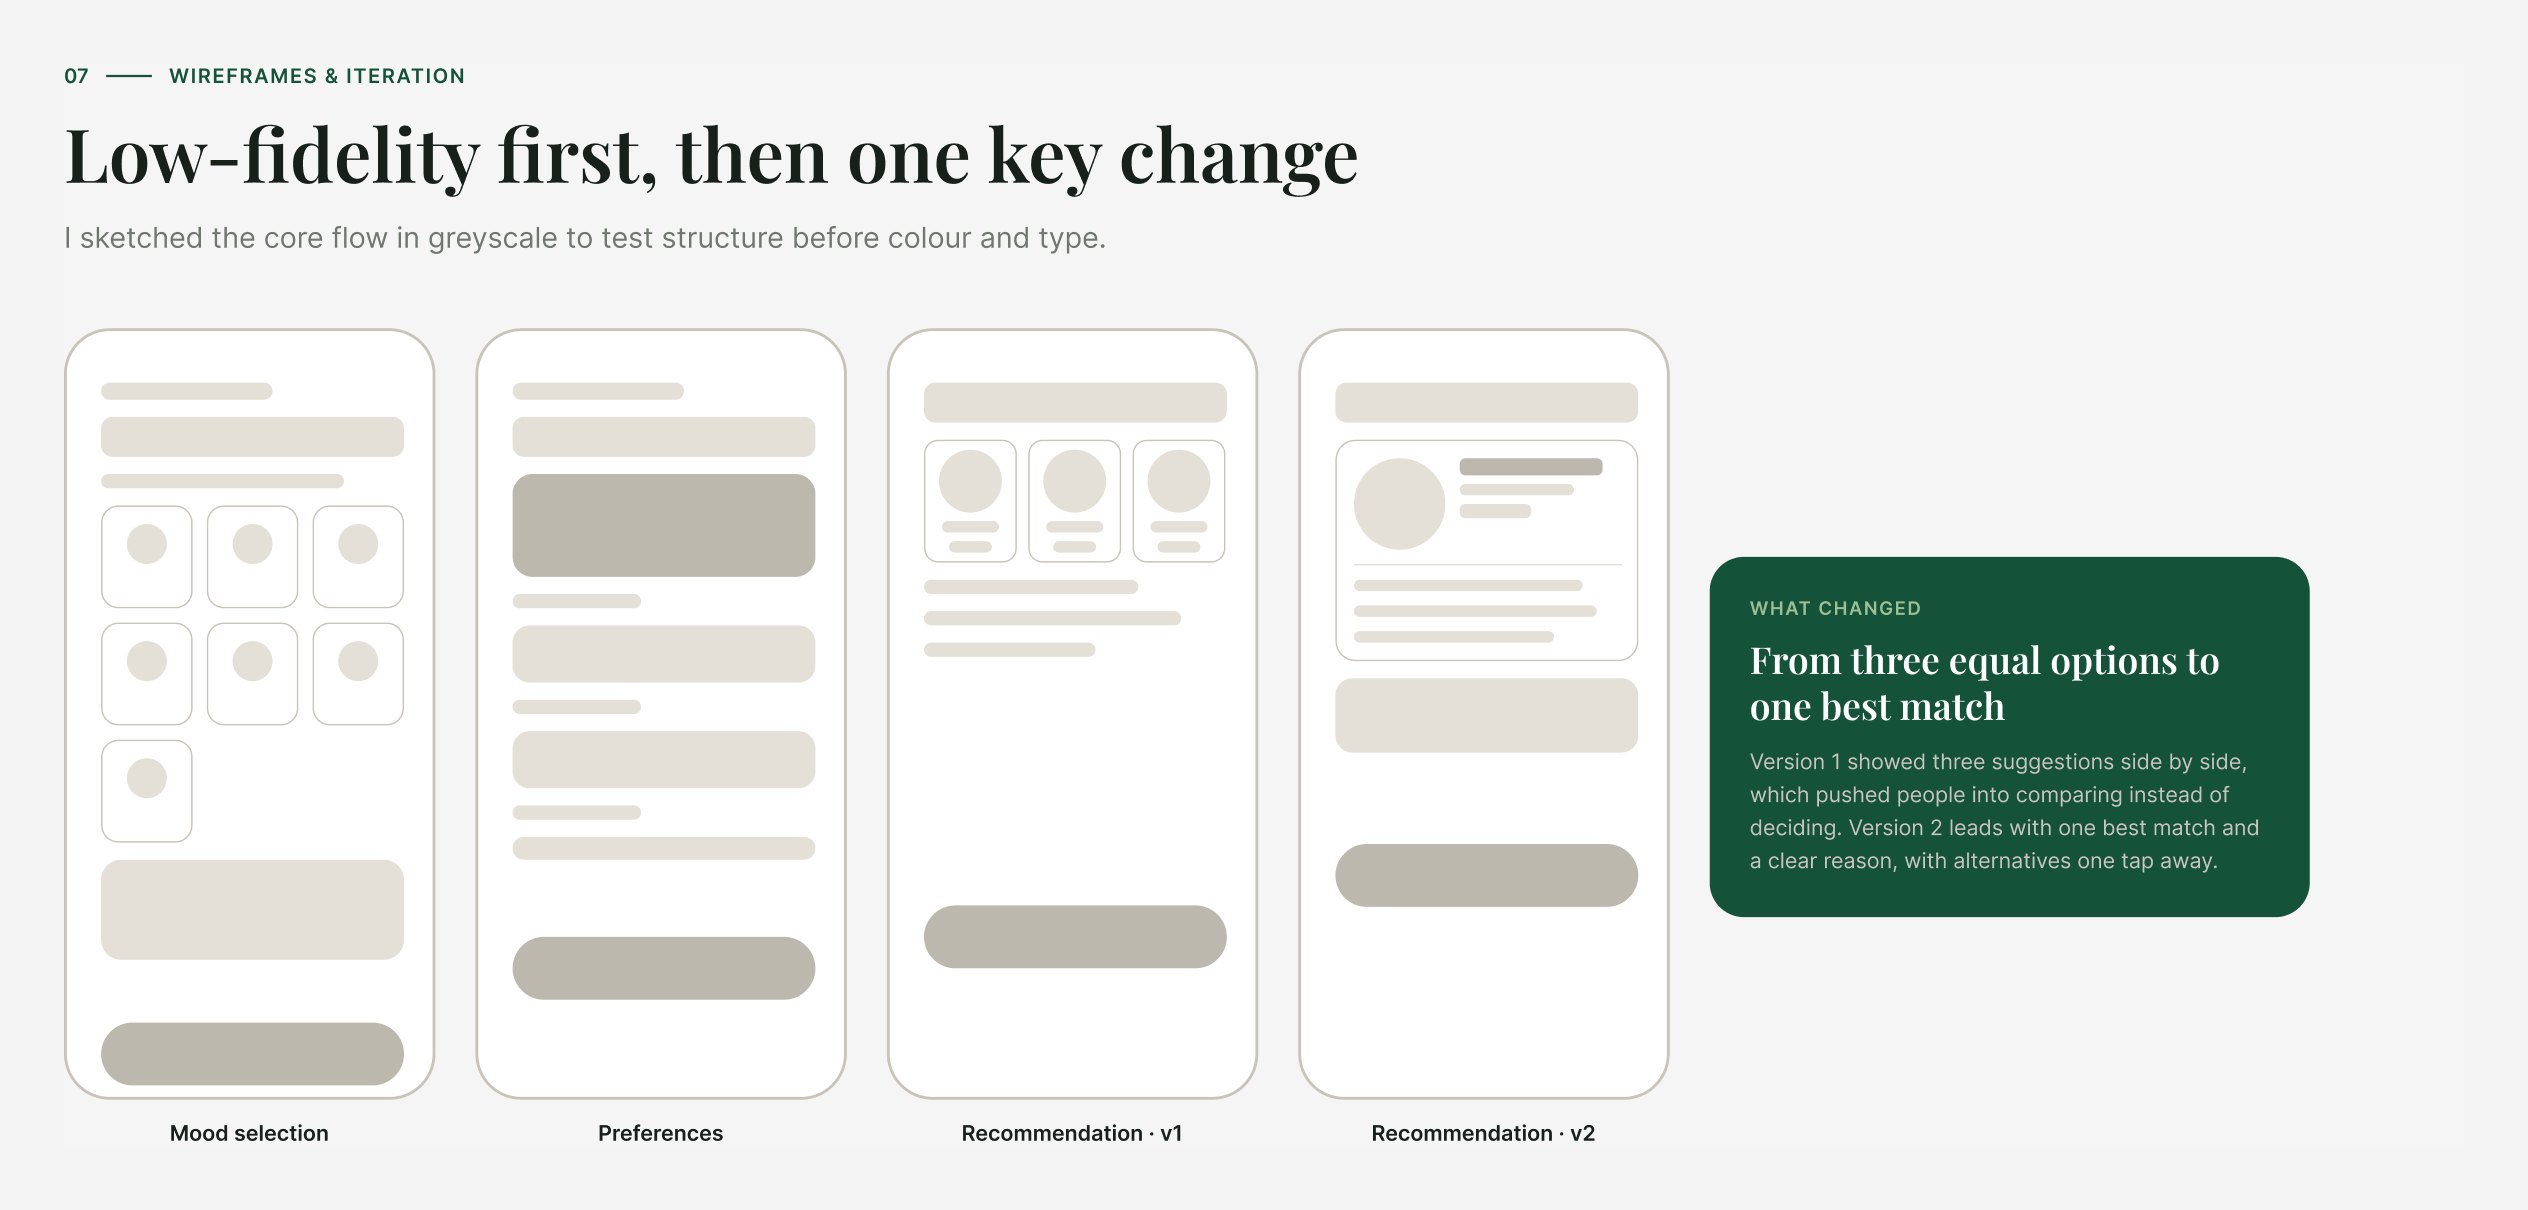 07 — WIREFRAMES & ITERATION
Low-fidelity first, then one key change
I sketched the core flow in greyscale to test structure before colour and type.
WHAT CHANGED
From three equal options to
one best match
Version 1 showed three suggestions side by side,
which pushed people into comparing instead of
deciding. Version 2 leads with one best match and
a clear reason, with alternatives one tap away.
Mood selection
Preferences
Recommendation · v1
Recommendation · v2